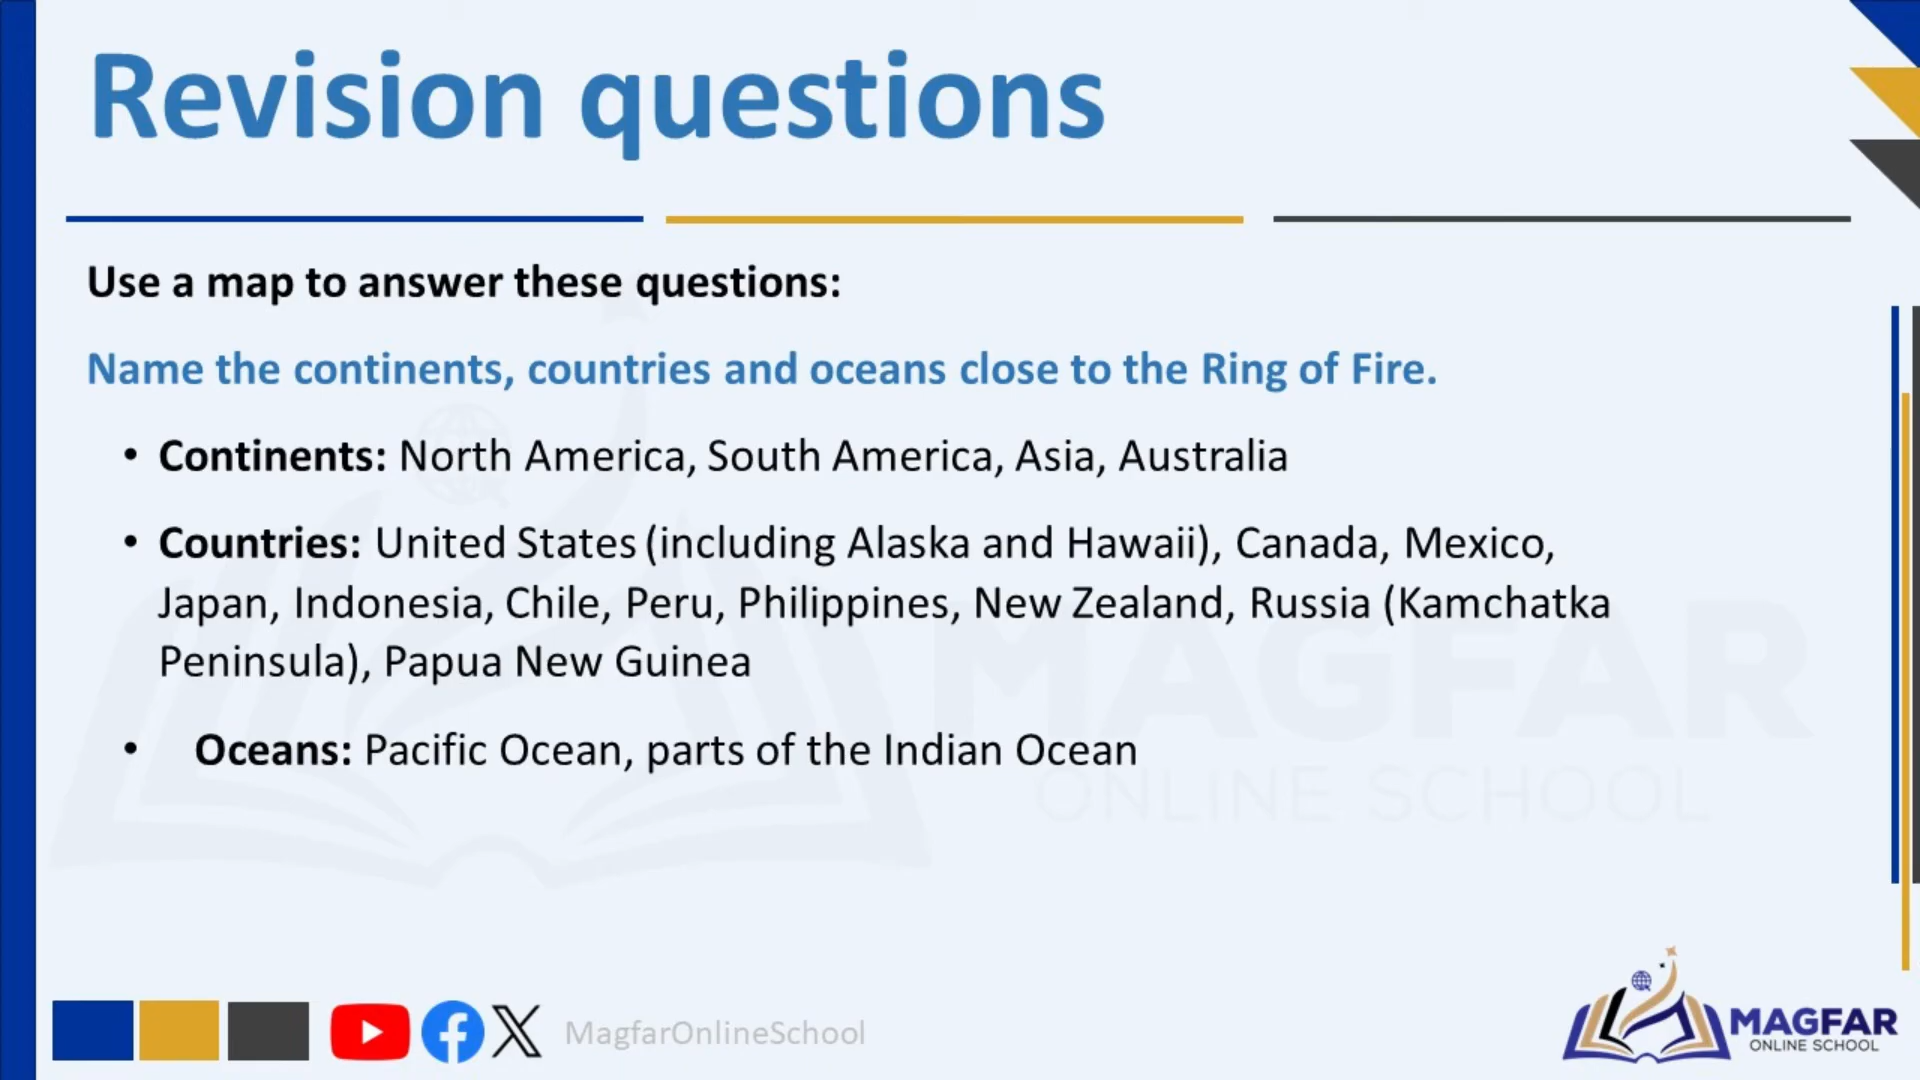 Revision questions
Use a map to answer these questions:
Name the continents, countries and oceans close to the Ring of Fire.
• Continents: North America, South America, Asia, Australia
• Countries: United States (including Alaska and Hawaii), Canada, Mexico,
Japan, Indonesia, Chile, Peru, Philippines, New Zealand, Russia (Kamchatka
Peninsula), Papua New Guinea
• Oceans: Pacific Ocean, parts of the Indian Ocean
MAGFAR
ONLINE SCHOOL
MagfarOnlineSchool
MAGFAR
ONLINE SCHOOL